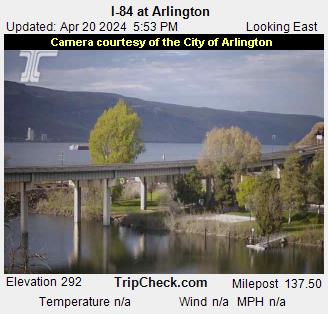 I-84 at Arlington
Updated: Apr 20 2024 5:53 PM Looking East
Camera courtesy of the City of Arlington
Elevation 292 TripCheck.com Milepost 137.50
Temperature n/a Wind n/a MPH n/a